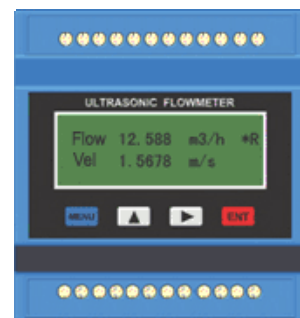 ULTRASONIC FLOWMETER
Flow 12.588 m3/h *R
Vel 1.5678 m/s
MENU ▲ ▶ ENT